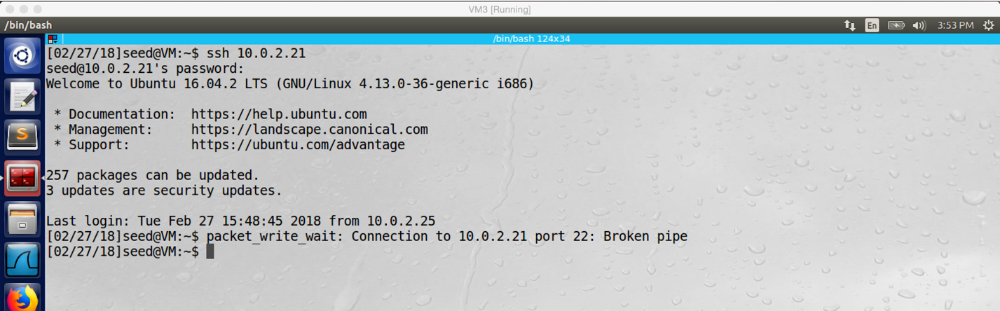 VM3 [Running]
/bin/bash
En
3:53 PM
/bin/bash 124x34
[02/27/18]seed@VM:~$ ssh 10.0.2.21
seed@10.0.2.21's password:
Welcome to Ubuntu 16.04.2 LTS (GNU/Linux 4.13.0-36-generic i686)
* Documentation:  https://help.ubuntu.com
* Management:     https://landscape.canonical.com
* Support:        https://ubuntu.com/advantage
257 packages can be updated.
3 updates are security updates.
Last login: Tue Feb 27 15:48:45 2018 from 10.0.2.25
[02/27/18]seed@VM:~$ packet_write_wait: Connection to 10.0.2.21 port 22: Broken pipe
[02/27/18]seed@VM:~$